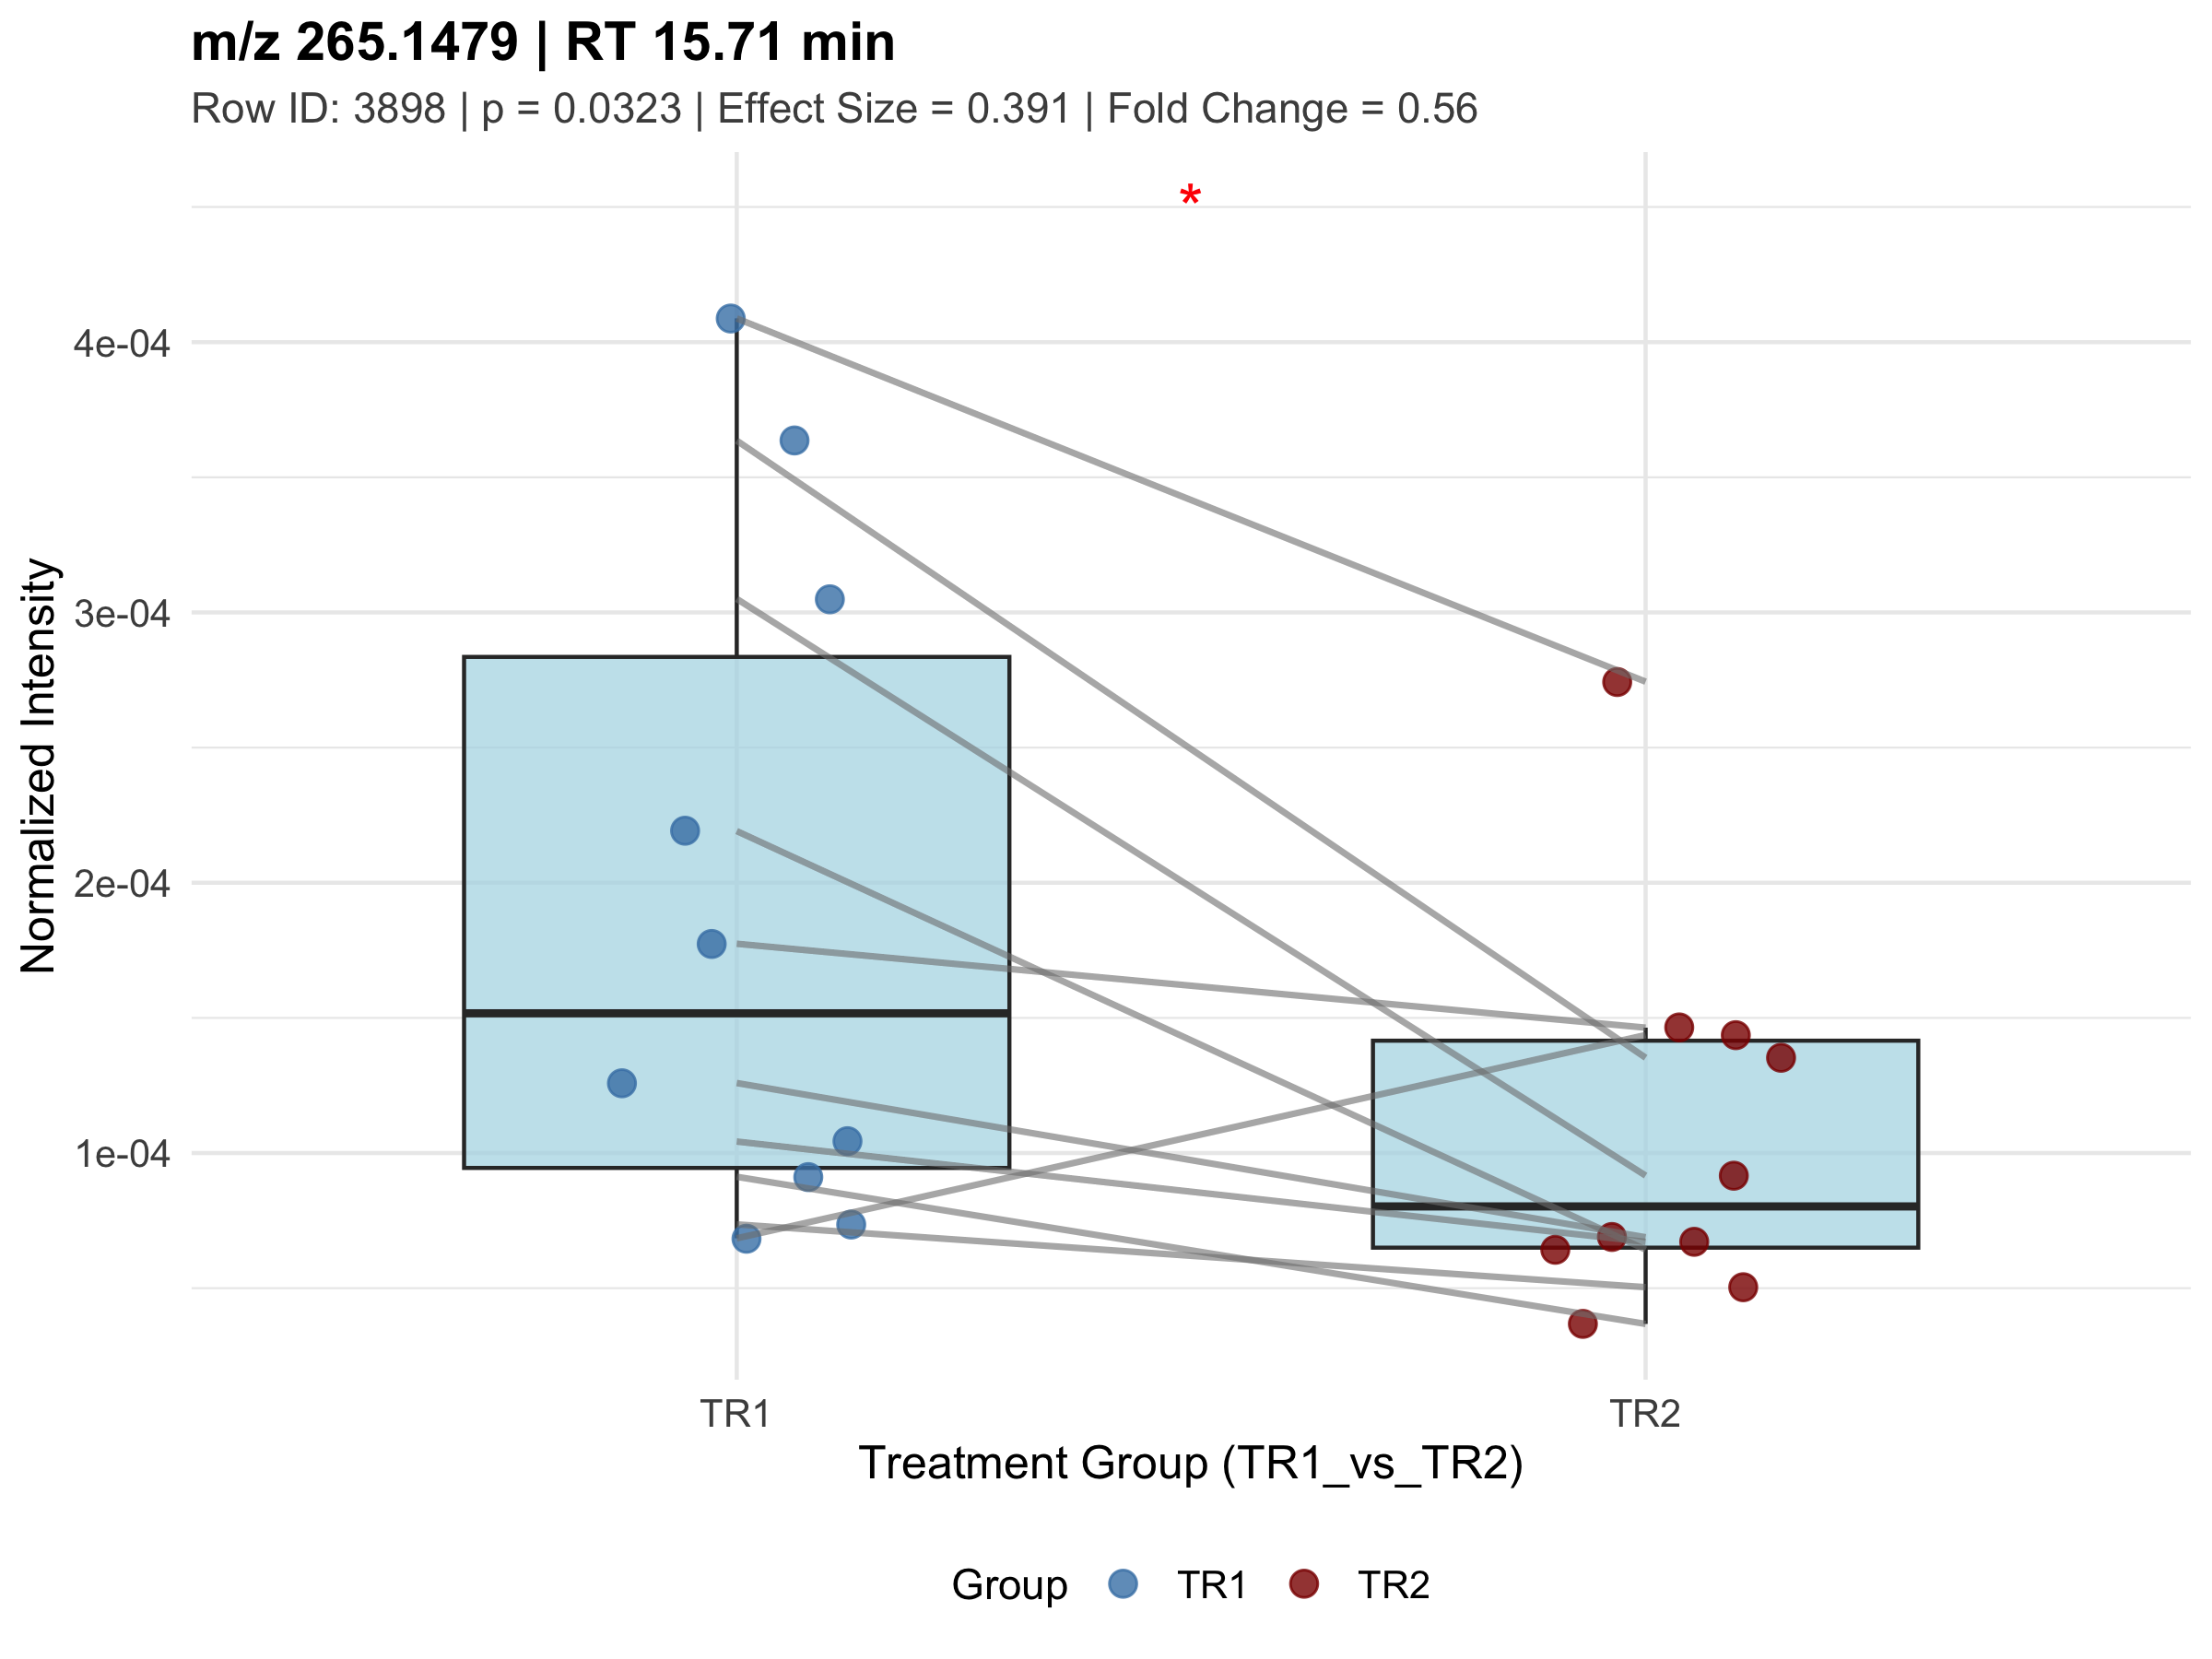 m/z 265.1479 | RT 15.71 min
Row ID: 3898 | p = 0.0323 | Effect Size = 0.391 | Fold Change = 0.56
*
Normalized Intensity
4e-04
3e-04
2e-04
1e-04
TR1
TR2
Treatment Group (TR1_vs_TR2)
Group TR1 TR2